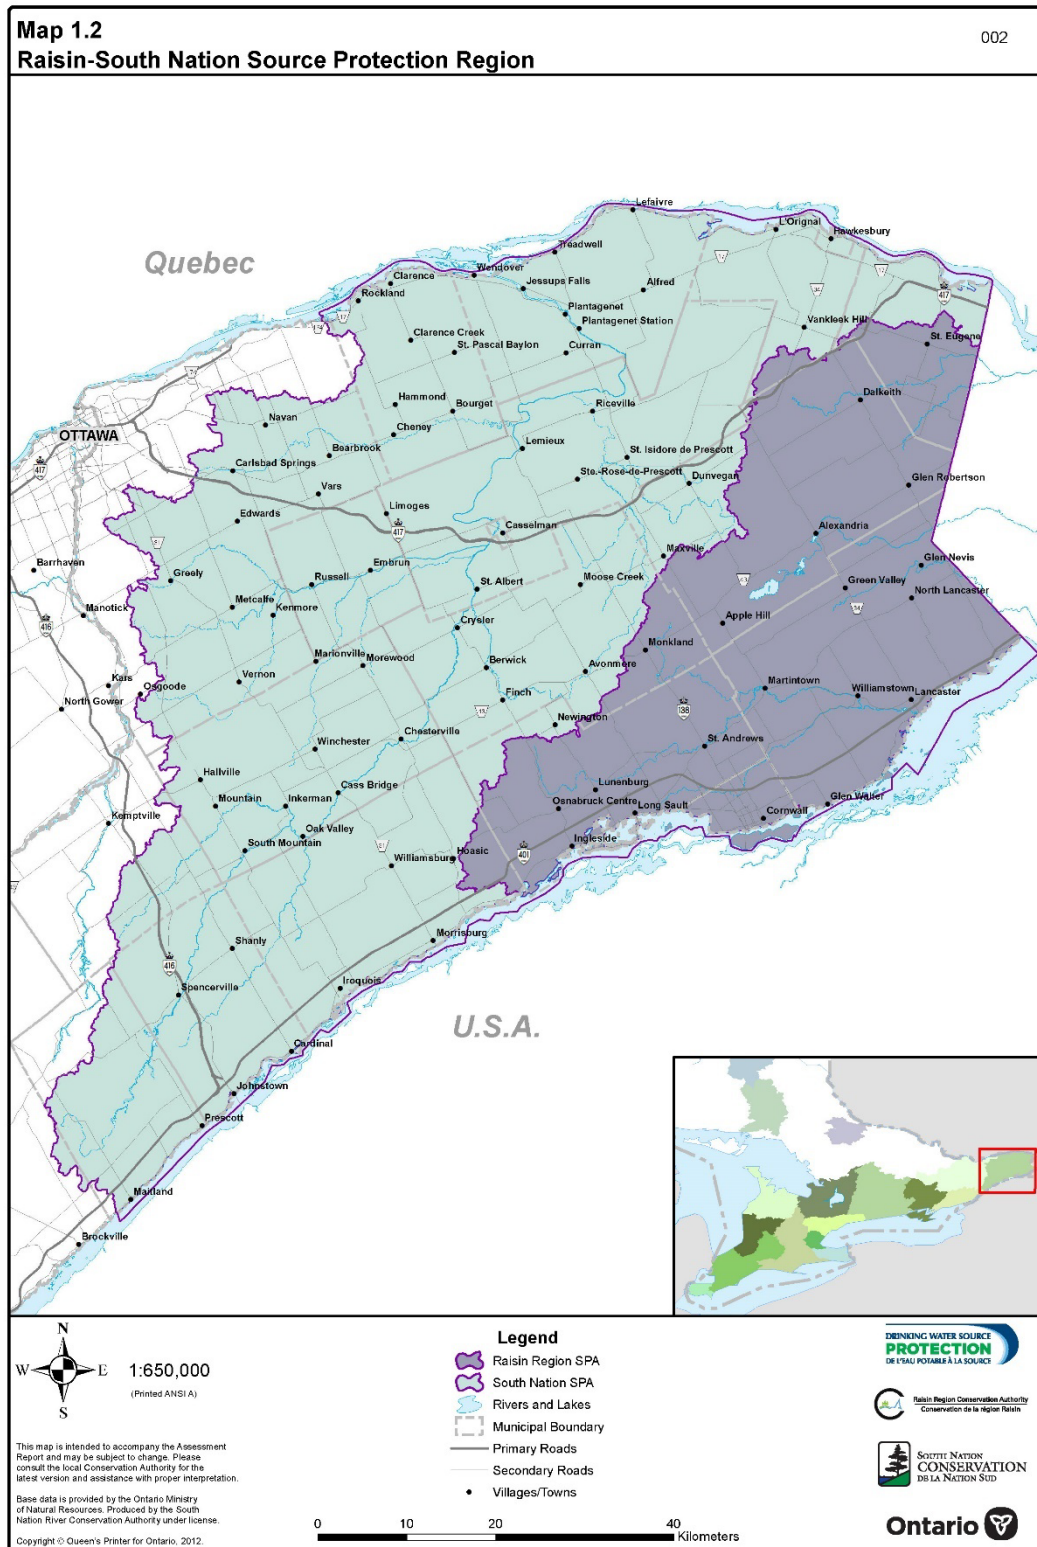 Map 1.2
002
Raisin-South Nation Source Protection Region
Lefaivre
L'Orignal
Hawkesbury
Quebec
Treadwell
Wendover
Clarence
Jessups Falls
Alfred
417
Rockland
Plantagenet
Plantagenet Station
Vankleek Hill
Clarence Creek
St. Pascal Baylon
Curran
St. Eugene
Dalkeith
Hammond
Bourget
Riceville
Navan
Cheney
OTTAWA
Bearbrook
Lemieux
St. Isidore de Prescott
417
Carlsbad Springs
Ste.-Rose-de-Prescott
Dunvegan
Glen Robertson
Vars
Limoges
Edwards
417
Casselman
Alexandria
Maxville
Barrhaven
Greely
Embrun
Glen Nevis
Russell
St. Albert
Moose Creek
Green Valley
North Lancaster
Manotick
Metcalfe
Kenmore
416
Crysler
Apple Hill
Monkland
Marionville
Morewood
Berwick
Avonmore
Kars
Osgoode
Vernon
Martintown
Williamstown
Lancaster
North Gower
Finch
138
Newington
Winchester
Chesterville
St. Andrews
Hallville
Cass Bridge
Lunenburg
Mountain
Inkerman
Osnabruck Centre
Long Sault
Glen Walter
Cornwall
Kemptville
Oak Valley
South Mountain
Ingleside
Williamsburg
Hoasic
401
Morrisburg
Shanly
416
Spencerville
Iroquois
U.S.A.
Cardinal
Johnstown
Prescott
Maitland
Brockville
N
W E
S
1:650,000
(Printed ANSI A)
This map is intended to accompany the Assessment
Report and may be subject to change. Please
consult the local Conservation Authority for the
latest version and assistance with proper interpretation.
Base data is provided by the Ontario Ministry
of Natural Resources. Produced by the South
Nation River Conservation Authority under license.
Copyright © Queen's Printer for Ontario, 2012.
Legend
Raisin Region SPA
South Nation SPA
Rivers and Lakes
Municipal Boundary
Primary Roads
Secondary Roads
Villages/Towns
0 10 20 40
Kilometers
DRINKING WATER SOURCE
PROTECTION
DE L'EAU POTABLE À LA SOURCE
Raisin Region Conservation Authority
Conservation de la région Raisin
SOUTH NATION
CONSERVATION
DE LA NATION SUD
Ontario